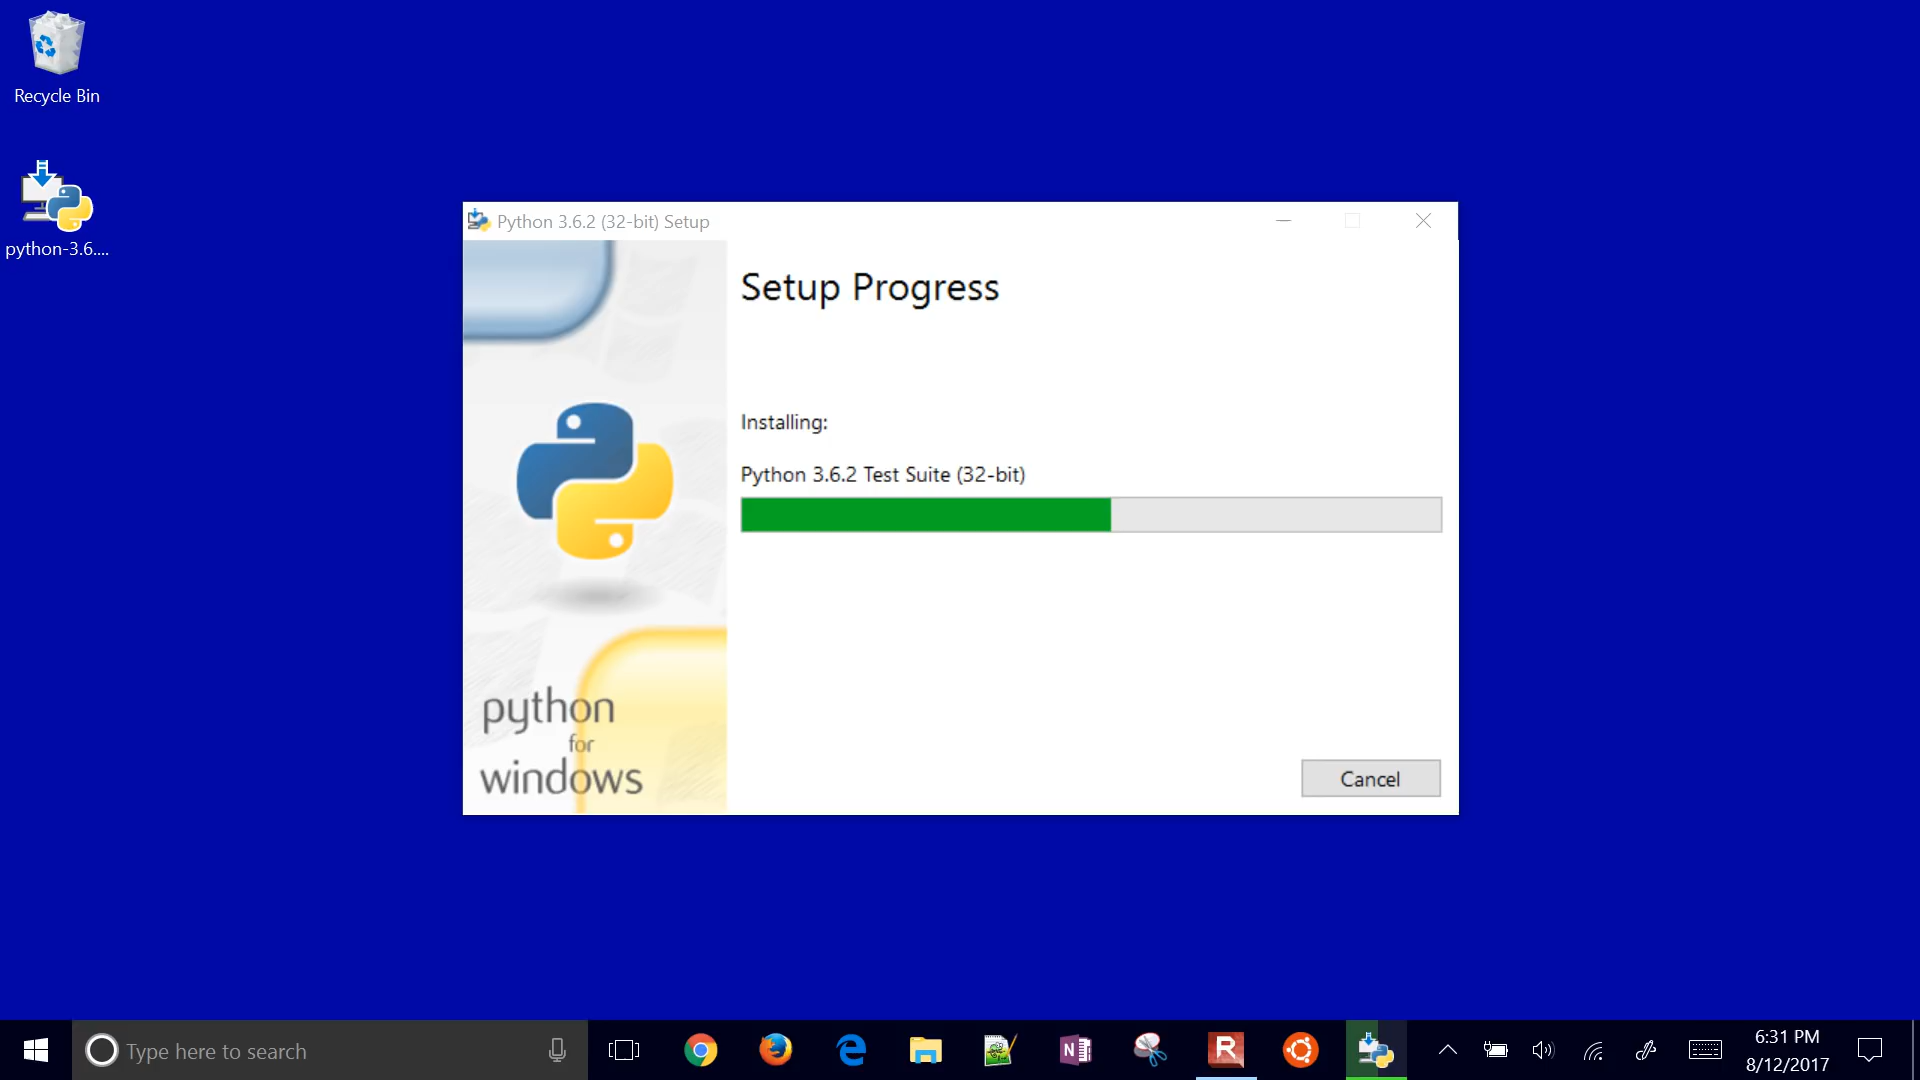 Recycle Bin
python-3.6....
Python 3.6.2 (32-bit) Setup
Setup Progress
Installing:
Python 3.6.2 Test Suite (32-bit)
python
for
windows
Cancel
Type here to search
N
R
6:31 PM
8/12/2017